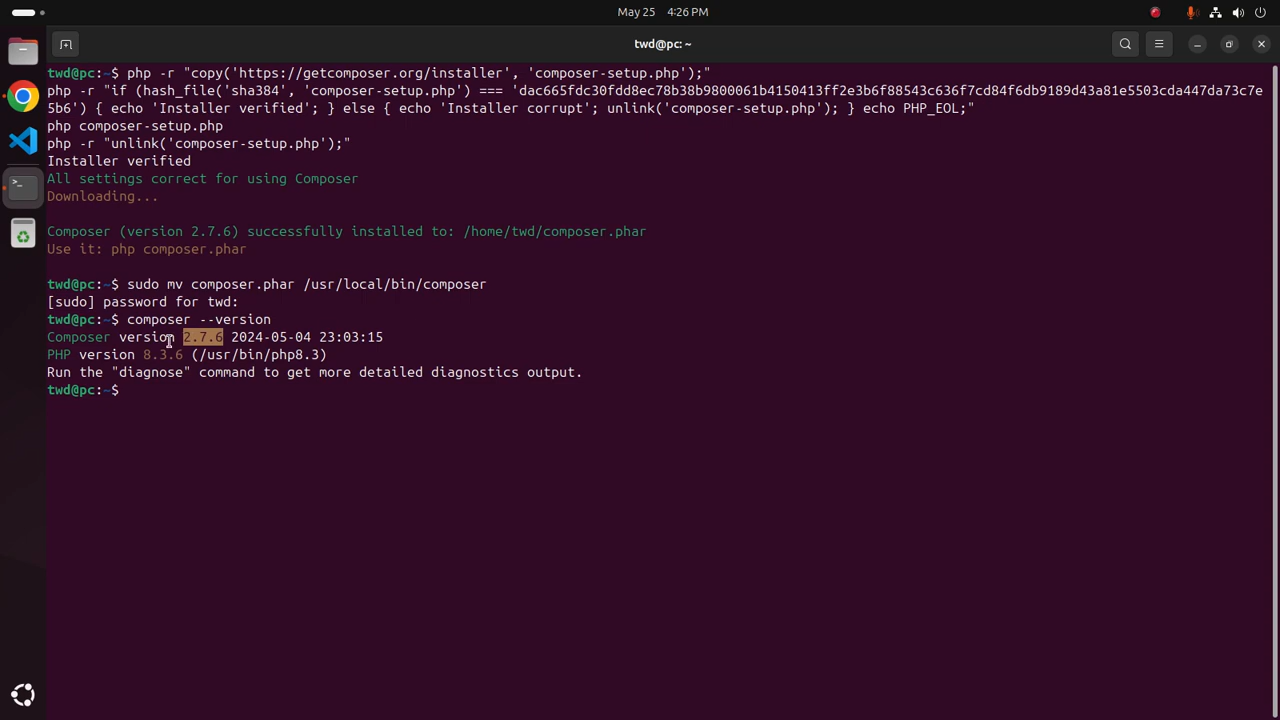 May 25 4:26 PM
twd@pc: ~
twd@pc:~$ php -r "copy('https://getcomposer.org/installer', 'composer-setup.php');"
php -r "if (hash_file('sha384', 'composer-setup.php') === 'dac665fdc30fdd8ec78b38b9800061b4150413ff2e3b6f88543c636f7cd84f6db9189d43a81e5503cda447da73c7e
5b6') { echo 'Installer verified'; } else { echo 'Installer corrupt'; unlink('composer-setup.php'); } echo PHP_EOL;"
php composer-setup.php
php -r "unlink('composer-setup.php');"
Installer verified
All settings correct for using Composer
Downloading...
Composer (version 2.7.6) successfully installed to: /home/twd/composer.phar
Use it: php composer.phar
twd@pc:~$ sudo mv composer.phar /usr/local/bin/composer
[sudo] password for twd:
twd@pc:~$ composer --version
Composer version 2.7.6 2024-05-04 23:03:15
PHP version 8.3.6 (/usr/bin/php8.3)
Run the "diagnose" command to get more detailed diagnostics output.
twd@pc:~$